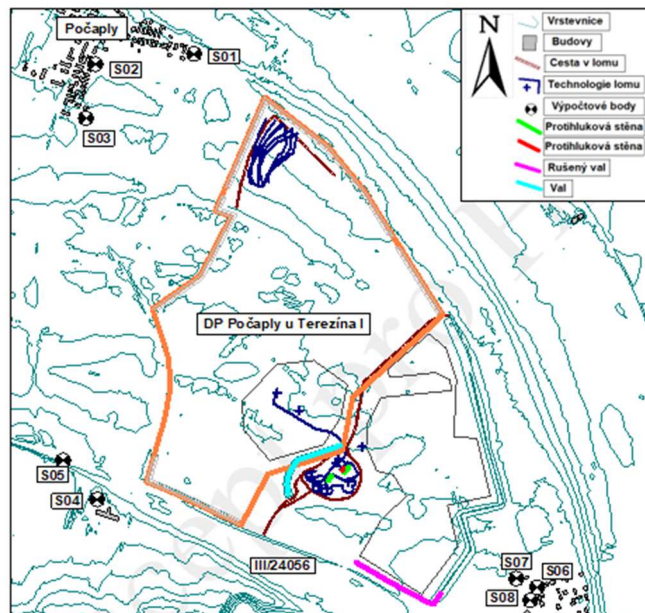 Počaply
S01
S02
S03
N
Vrstevnice
Budovy
Cesta v lomu
Technologie lomu
Výpočtové body
Protihluková stěna
Protihluková stěna
Rušený val
Val
DP Počaply u Terezína I
S05
S04
III/24056
S07
S06
S08